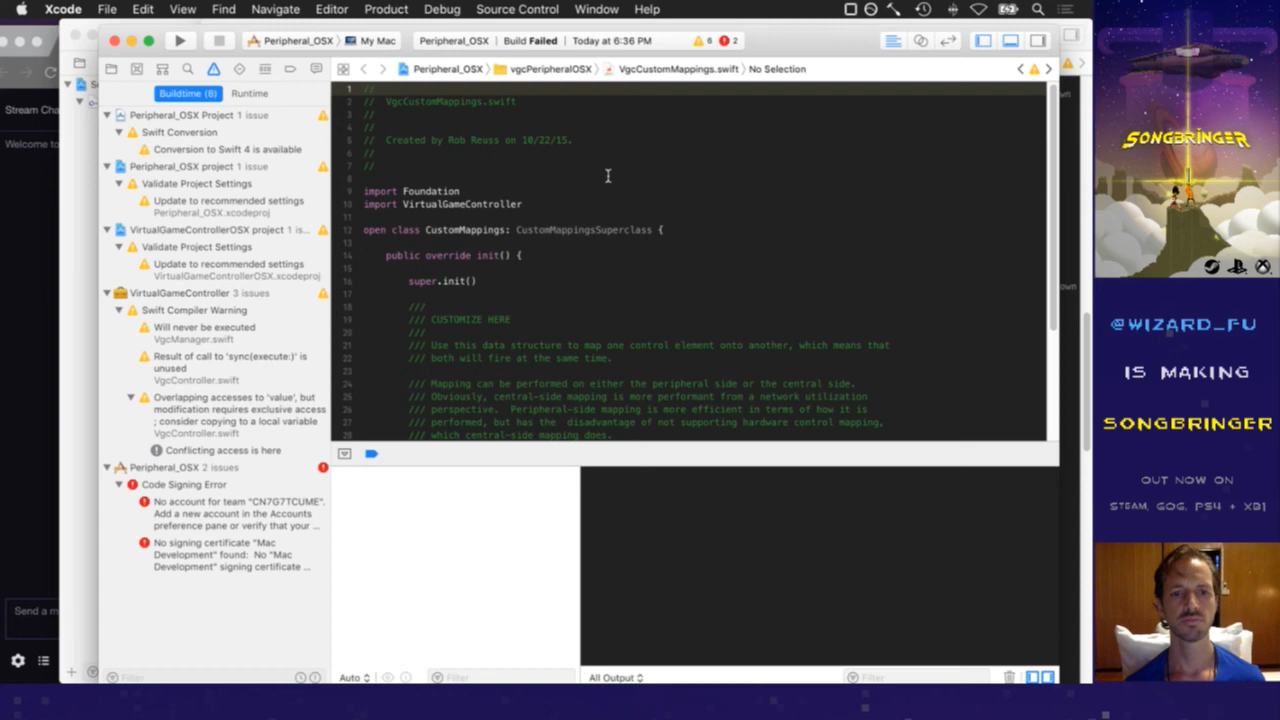 Xcode File Edit View Find Navigate Editor Product Debug Source Control Window Help
Peripheral_OSX My Mac Peripheral_OSX | Build Failed | Today at 6:36 PM 6 2
Peripheral_OSX vgcPeripheralOSX VgcCustomMappings.swift No Selection
Buildtime (8) Runtime
Peripheral_OSX Project 1 issue
Swift Conversion
Conversion to Swift 4 is available
Peripheral_OSX project 1 issue
Validate Project Settings
Update to recommended settings
Peripheral_OSX.xcodeproj
VirtualGameControllerOSX project 1 is...
Validate Project Settings
Update to recommended settings
VirtualGameControllerOSX.xcodeproj
VirtualGameController 3 issues
Swift Compiler Warning
Will never be executed
VgcManager.swift
Result of call to 'sync(execute:)' is
unused
VgcController.swift
Overlapping accesses to 'value', but
modification requires exclusive access
; consider copying to a local variable
VgcController.swift
Conflicting access is here
Peripheral_OSX 2 issues
Code Signing Error
No account for team "CN7G7TCUME".
Add a new account in the Accounts
preference pane or verify that your ...
No signing certificate "Mac
Development" found: No "Mac
Development" signing certificate ...
Filter
1 //
2 // VgcCustomMappings.swift
3 //
4 //
5 // Created by Rob Reuss on 10/22/15.
6 //
7 //
8
9 import Foundation
10 import VirtualGameController
11
12 open class CustomMappings: CustomMappingsSuperclass {
13
14 public override init() {
15
16 super.init()
17
18 ///
19 /// CUSTOMIZE HERE
20 ///
21 /// Use this data structure to map one control element onto another, which means that
22 /// both will fire at the same time.
23
24 /// Mapping can be performed on either the peripheral side or the central side.
25 /// Obviously, central-side mapping is more performant from a network utilization
26 /// perspective. Peripheral-side mapping is more efficient in terms of how it is
27 /// performed, but has the disadvantage of not supporting hardware control mapping,
28 /// which central-side mapping does.
Auto Filter All Output Filter
Stream Cha
Welcome to
Send a m
SONGBRINGER
@WIZARD_FU
IS MAKING
SONGBRINGER
OUT NOW ON
STEAM, GOG, PS4 + XB1